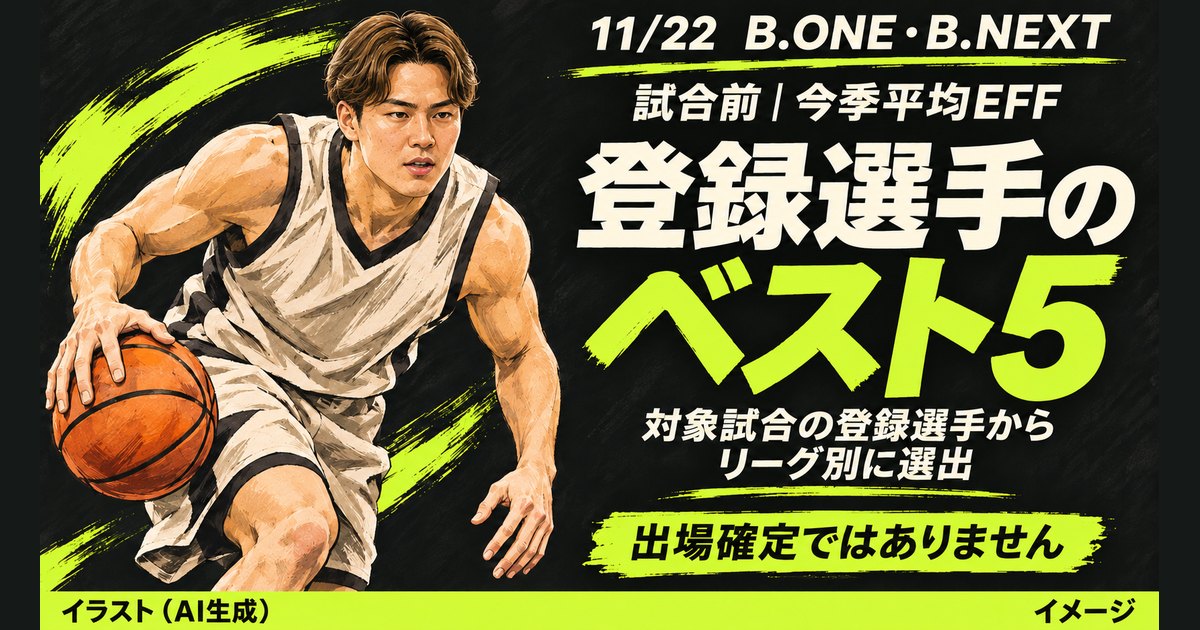 11/22 B.ONE・B.NEXT
試合前｜今季平均EFF
登録選手の
ベスト5
対象試合の登録選手から
リーグ別に選出
出場確定ではありません
イラスト（AI生成）
イメージ